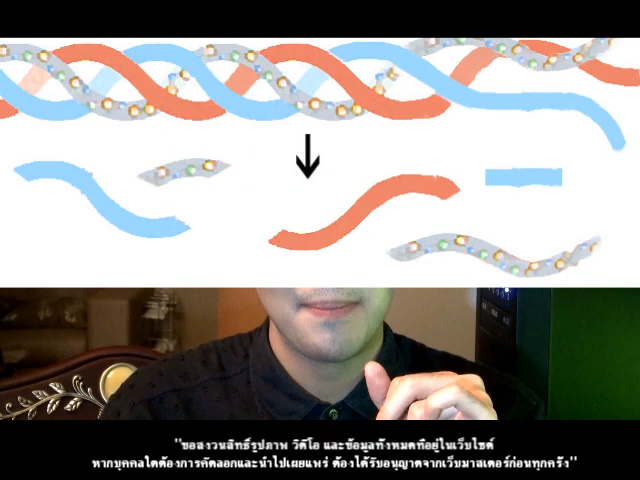 "ขอสงวนสิทธิ์รูปภาพ วิดีโอ และข้อมูลทั้งหมดที่อยู่ในเว็บไซต์
หากบุคคลใดต้องการคัดลอกและนำไปเผยแพร่ ต้องได้รับอนุญาตจากเว็บมาสเตอร์ก่อนทุกครั้ง"